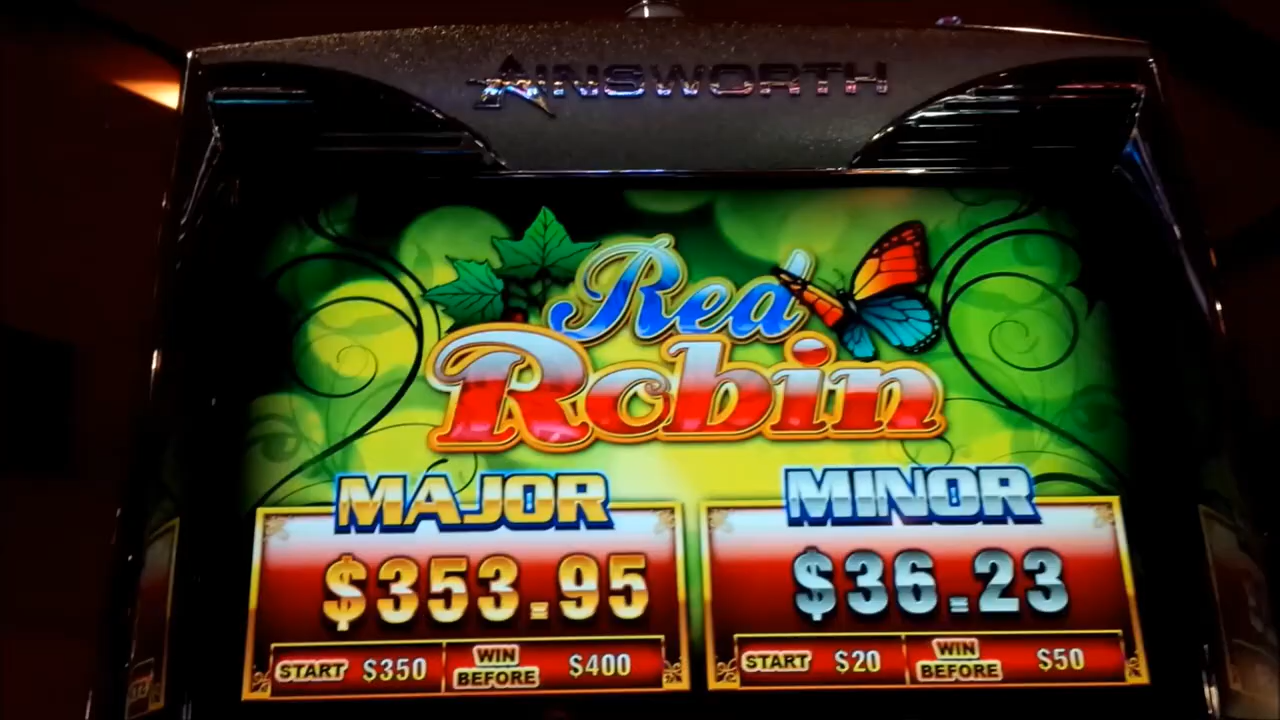 AINSWORTH
Red
Robin
MAJOR
$353.95
START $350 WIN BEFORE $400
MINOR
$36.23
START $20 WIN BEFORE $50